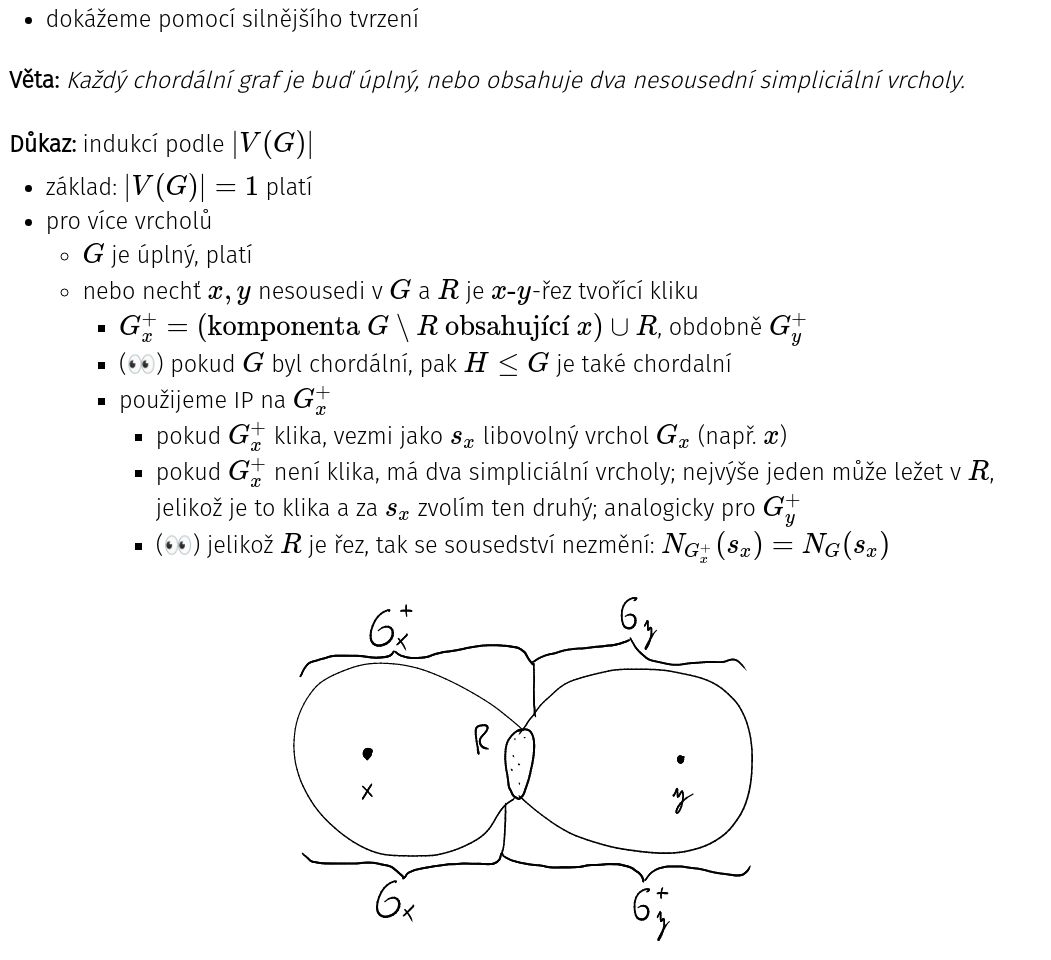 • dokážeme pomocí silnějšího tvrzení
Věta: Každý chordální graf je buď úplný, nebo obsahuje dva nesousední simpliciální vrcholy.
Důkaz: indukcí podle |V(G)|
• základ: |V(G)| = 1 platí
• pro více vrcholů
◦ G je úplný, platí
◦ nebo nechť x, y nesousedi v G a R je x-y-řez tvořící kliku
▪ G_x^+ = (komponenta G \ R obsahující x) ∪ R, obdobně G_y^+
▪ (👀) pokud G byl chordální, pak H ≤ G je také chordalní
▪ použijeme IP na G_x^+
▪ pokud G_x^+ klika, vezmi jako s_x libovolný vrchol G_x (např. x)
▪ pokud G_x^+ není klika, má dva simpliciální vrcholy; nejvýše jeden může ležet v R,
jelikož je to klika a za s_x zvolím ten druhý; analogicky pro G_y^+
▪ (👀) jelikož R je řez, tak se sousedství nezmění: N_{G_x^+}(s_x) = N_G(s_x)
G_x^+ G_y
R
x y
G_x G_y^+